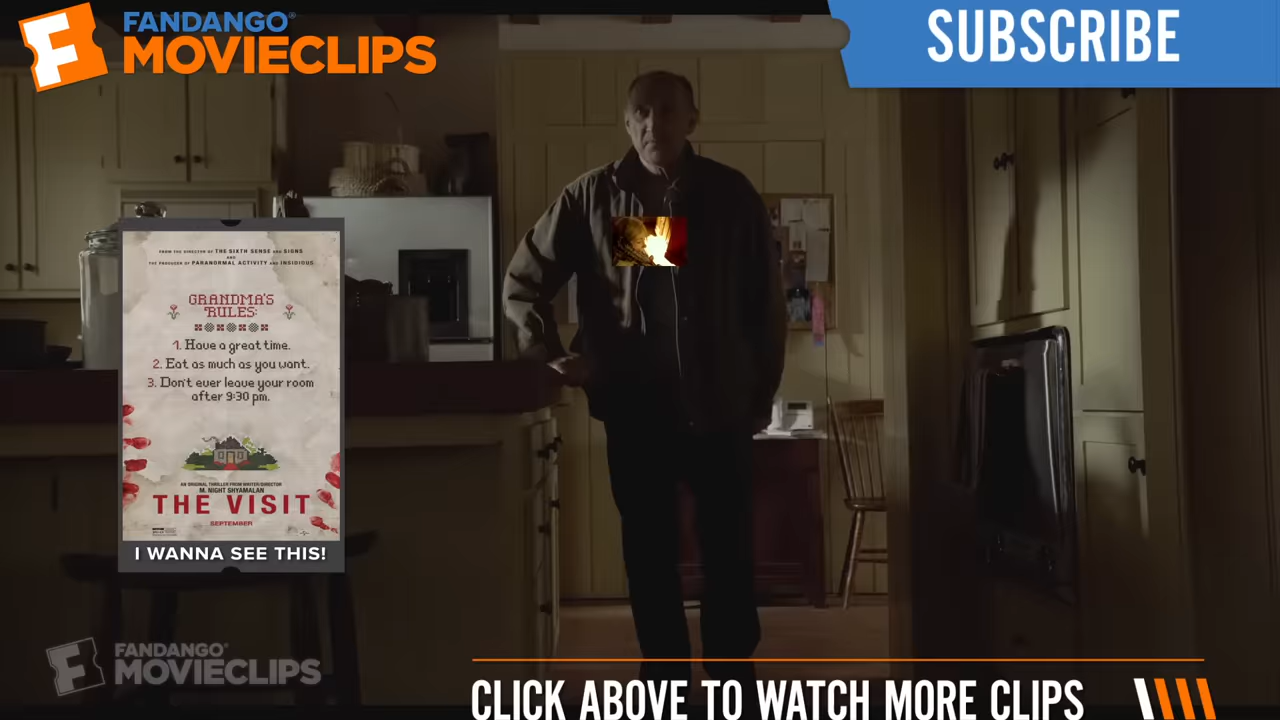 FANDANGO
MOVIECLIPS
SUBSCRIBE
FROM THE DIRECTOR OF THE SIXTH SENSE AND SIGNS
AND
THE PRODUCER OF PARANORMAL ACTIVITY AND INSIDIOUS
GRANDMA'S
RULES:
1. Have a great time.
2. Eat as much as you want.
3. Don't ever leave your room
after 9:30 pm.
AN ORIGINAL THRILLER FROM WRITER/DIRECTOR
M. NIGHT SHYAMALAN
THE VISIT
SEPTEMBER
I WANNA SEE THIS!
FANDANGO
MOVIECLIPS
CLICK ABOVE TO WATCH MORE CLIPS